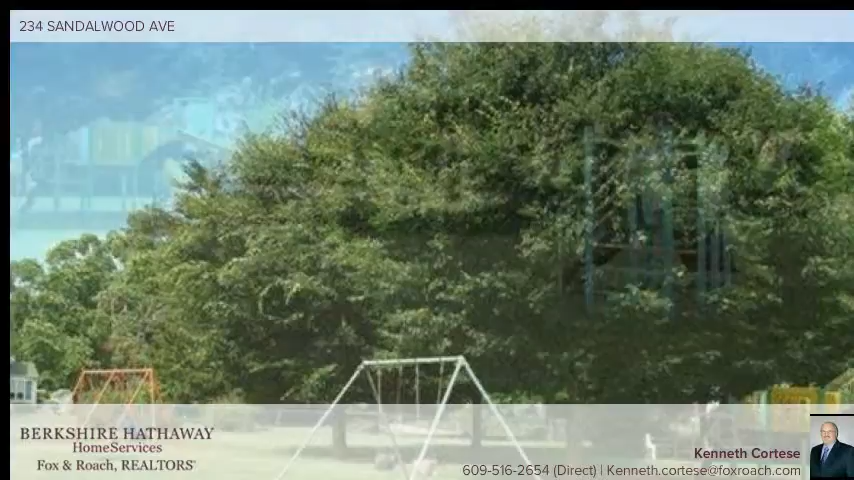 234 SANDALWOOD AVE
BERKSHIRE HATHAWAY
HomeServices
Fox & Roach, REALTORS®
Kenneth Cortese
609-516-2654 (Direct) | Kenneth.cortese@foxroach.com